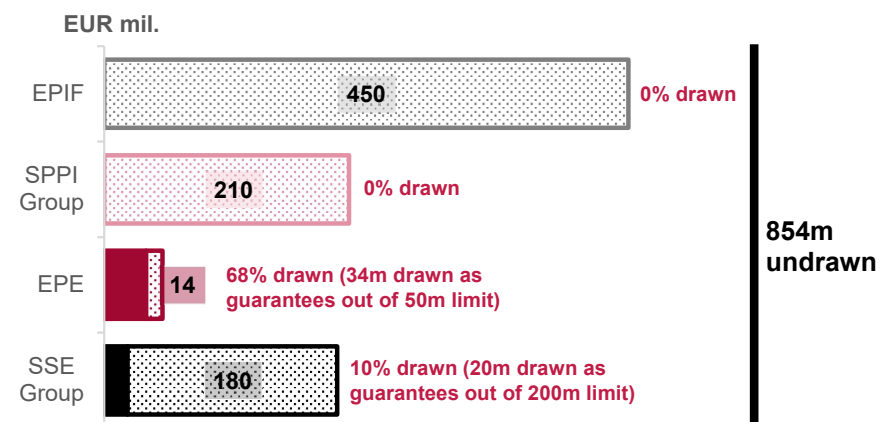 EUR mil.
EPIF
450
0% drawn
SPPI
Group
210
0% drawn
EPE
14
68% drawn (34m drawn as
guarantees out of 50m limit)
SSE
Group
180
10% drawn (20m drawn as
guarantees out of 200m limit)
854m
undrawn